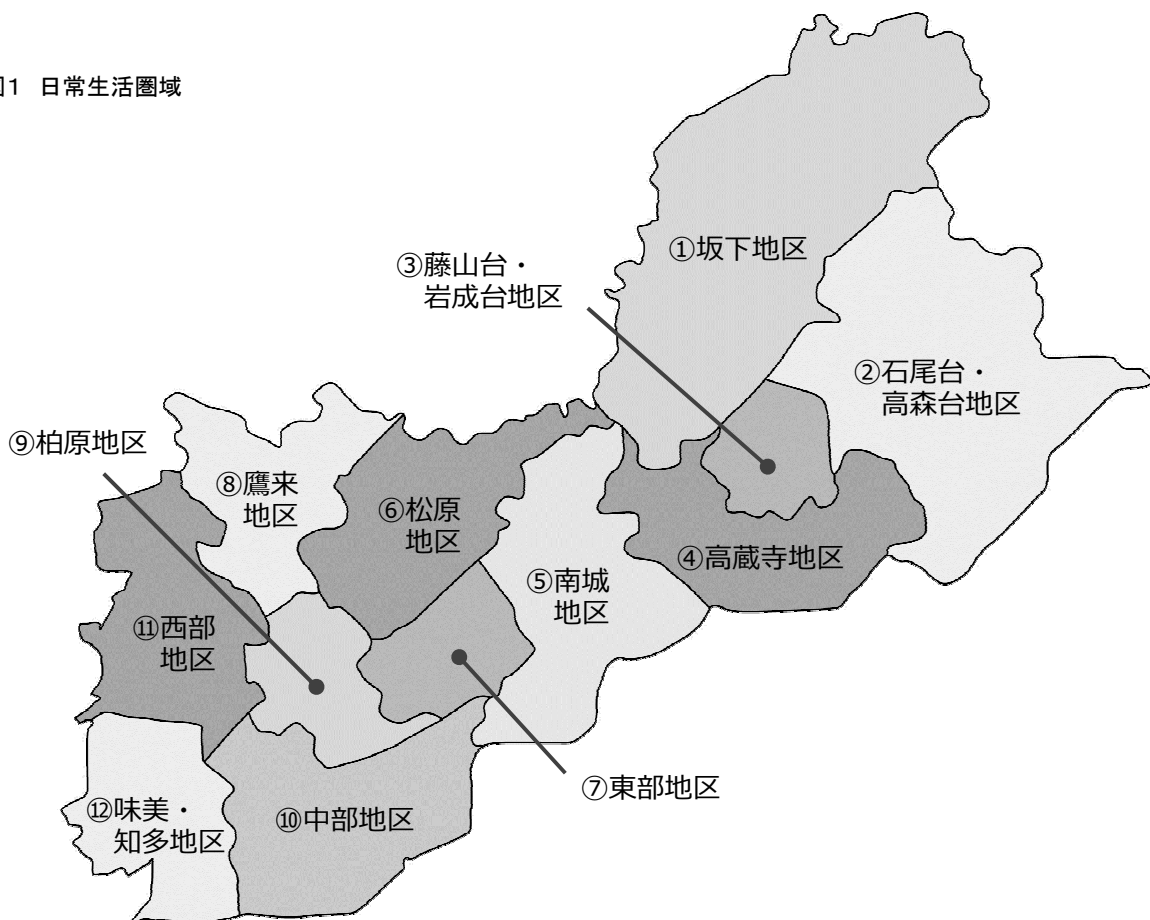 図1 日常生活圏域
①坂下地区
③藤山台・
岩成台地区
②石尾台・
高森台地区
⑨柏原地区
⑧鷹来
地区
⑥松原
地区
④高蔵寺地区
⑤南城
地区
⑪西部
地区
⑦東部地区
⑫味美・
知多地区
⑩中部地区